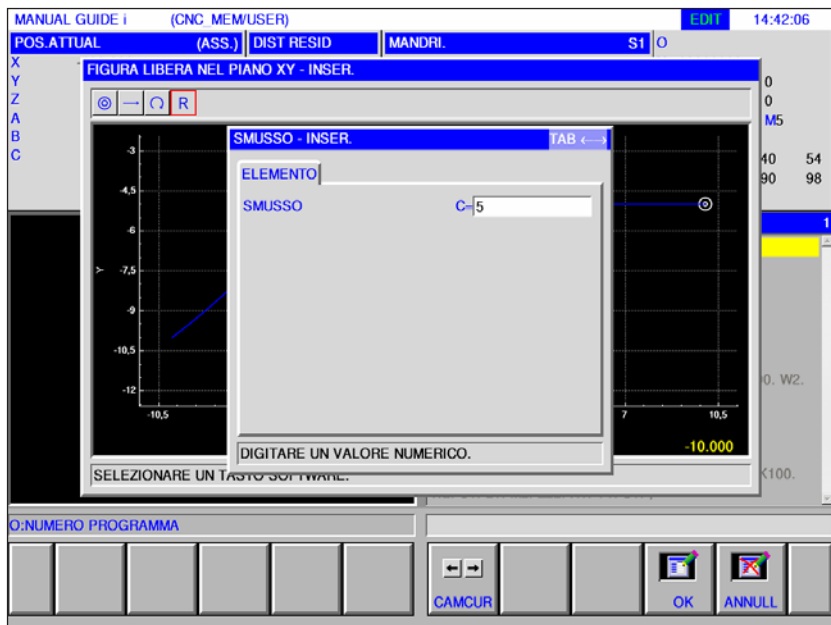 MANUAL GUIDE i (CNC_MEM/USER) EDIT 14:42:06
POS.ATTUAL (ASS.) DIST RESID MANDRI. S1 O
X
FIGURA LIBERA NEL PIANO XY - INSER.
Y 0
Z R 0
A M5
B SMUSSO - INSER. TAB ←→
C -3 40 54
ELEMENTO 90 98
-4,5
SMUSSO C= 5
-6 1
Y -7,5
-9
-10,5 00. W2.
-12
-10,5 7 10,5
-10.000
DIGITARE UN VALORE NUMERICO.
SELEZIONARE UN TASTO SOFTWARE. X100.
O:NUMERO PROGRAMMA
CAMCUR OK ANNULL